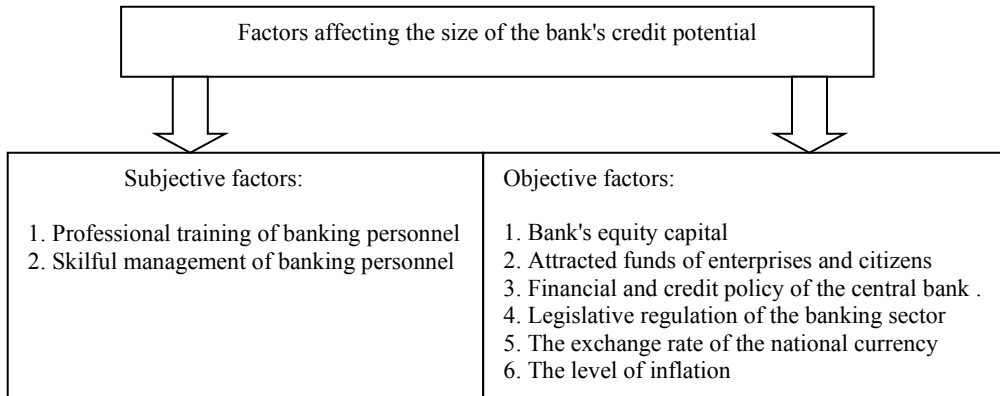 Factors affecting the size of the bank's credit potential
Subjective factors:
1. Professional training of banking personnel
2. Skilful management of banking personnel
Objective factors:
1. Bank's equity capital
2. Attracted funds of enterprises and citizens
3. Financial and credit policy of the central bank .
4. Legislative regulation of the banking sector
5. The exchange rate of the national currency
6. The level of inflation